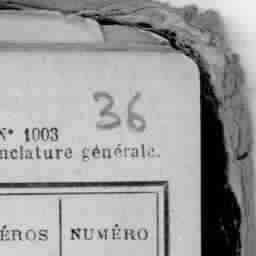 36
N° 1003
nclature générale.
ÉROS NUMÉRO